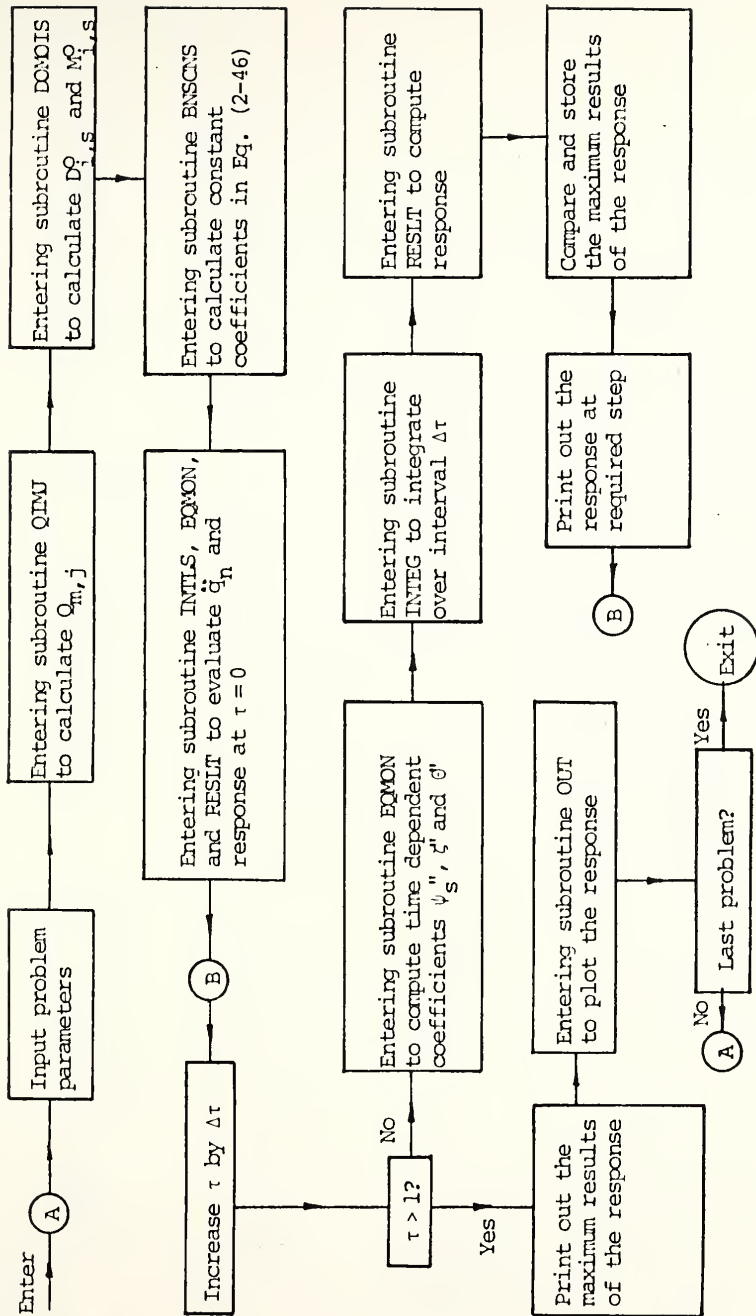 Enter
A
Input problem
parameters
Entering subroutine QIMJ
to calculate Q_m,j
Entering subroutine DOMOIS
to calculate D°_i,s and M°_i,s
Entering subroutine BNSCNS
to calculate constant
coefficients in Eq. (2-46)
Entering subroutine INTLS, EQMON,
and RESLT to evaluate q̈_n and
response at τ = 0
B
Increase τ by Δτ
τ > 1?
No
Yes
Entering subroutine EQMON
to compute time dependent
coefficients ψ_s", ζ" and θ"
Entering subroutine
INTEG to integrate
over interval Δτ
Entering subroutine
RESLT to compute
response
Compare and store
the maximum results
of the response
Print out the
response at
required step
B
Print out the
maximum results
of the response
Entering subroutine OUT
to plot the response
Last problem?
No
A
Yes
Exit